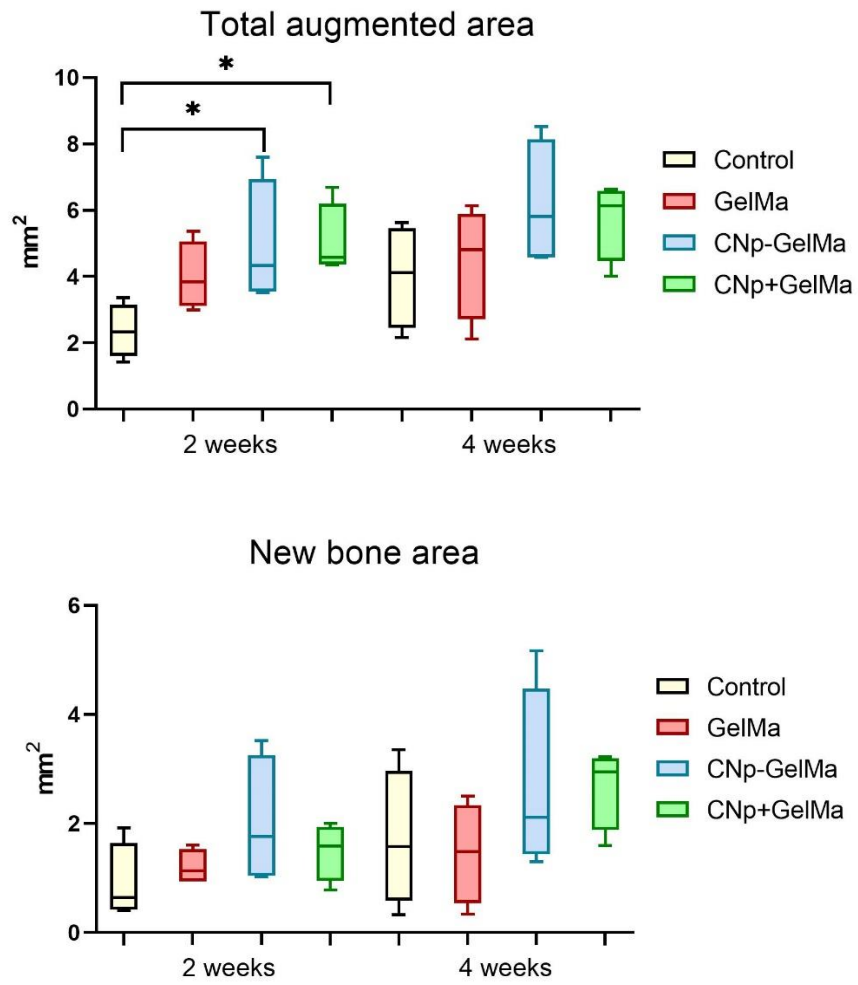 Total augmented area
*
*
10
8
6
4
2
0
mm²
2 weeks
4 weeks
Control
GelMa
CNp-GelMa
CNp+GelMa
New bone area
6
4
2
0
mm²
2 weeks
4 weeks
Control
GelMa
CNp-GelMa
CNp+GelMa